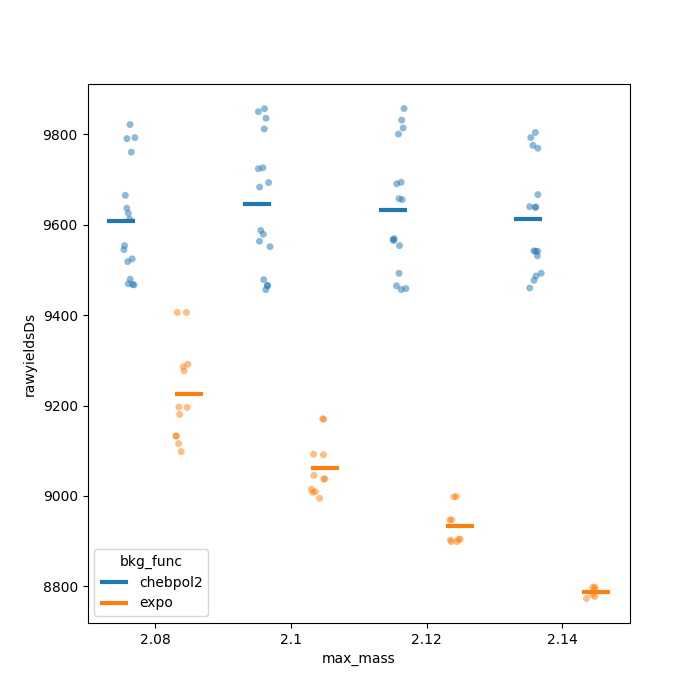 9800
9600
9400
9200
9000
8800
rawyieldsDs
bkg_func
chebpol2
expo
2.08
2.1
2.12
2.14
max_mass